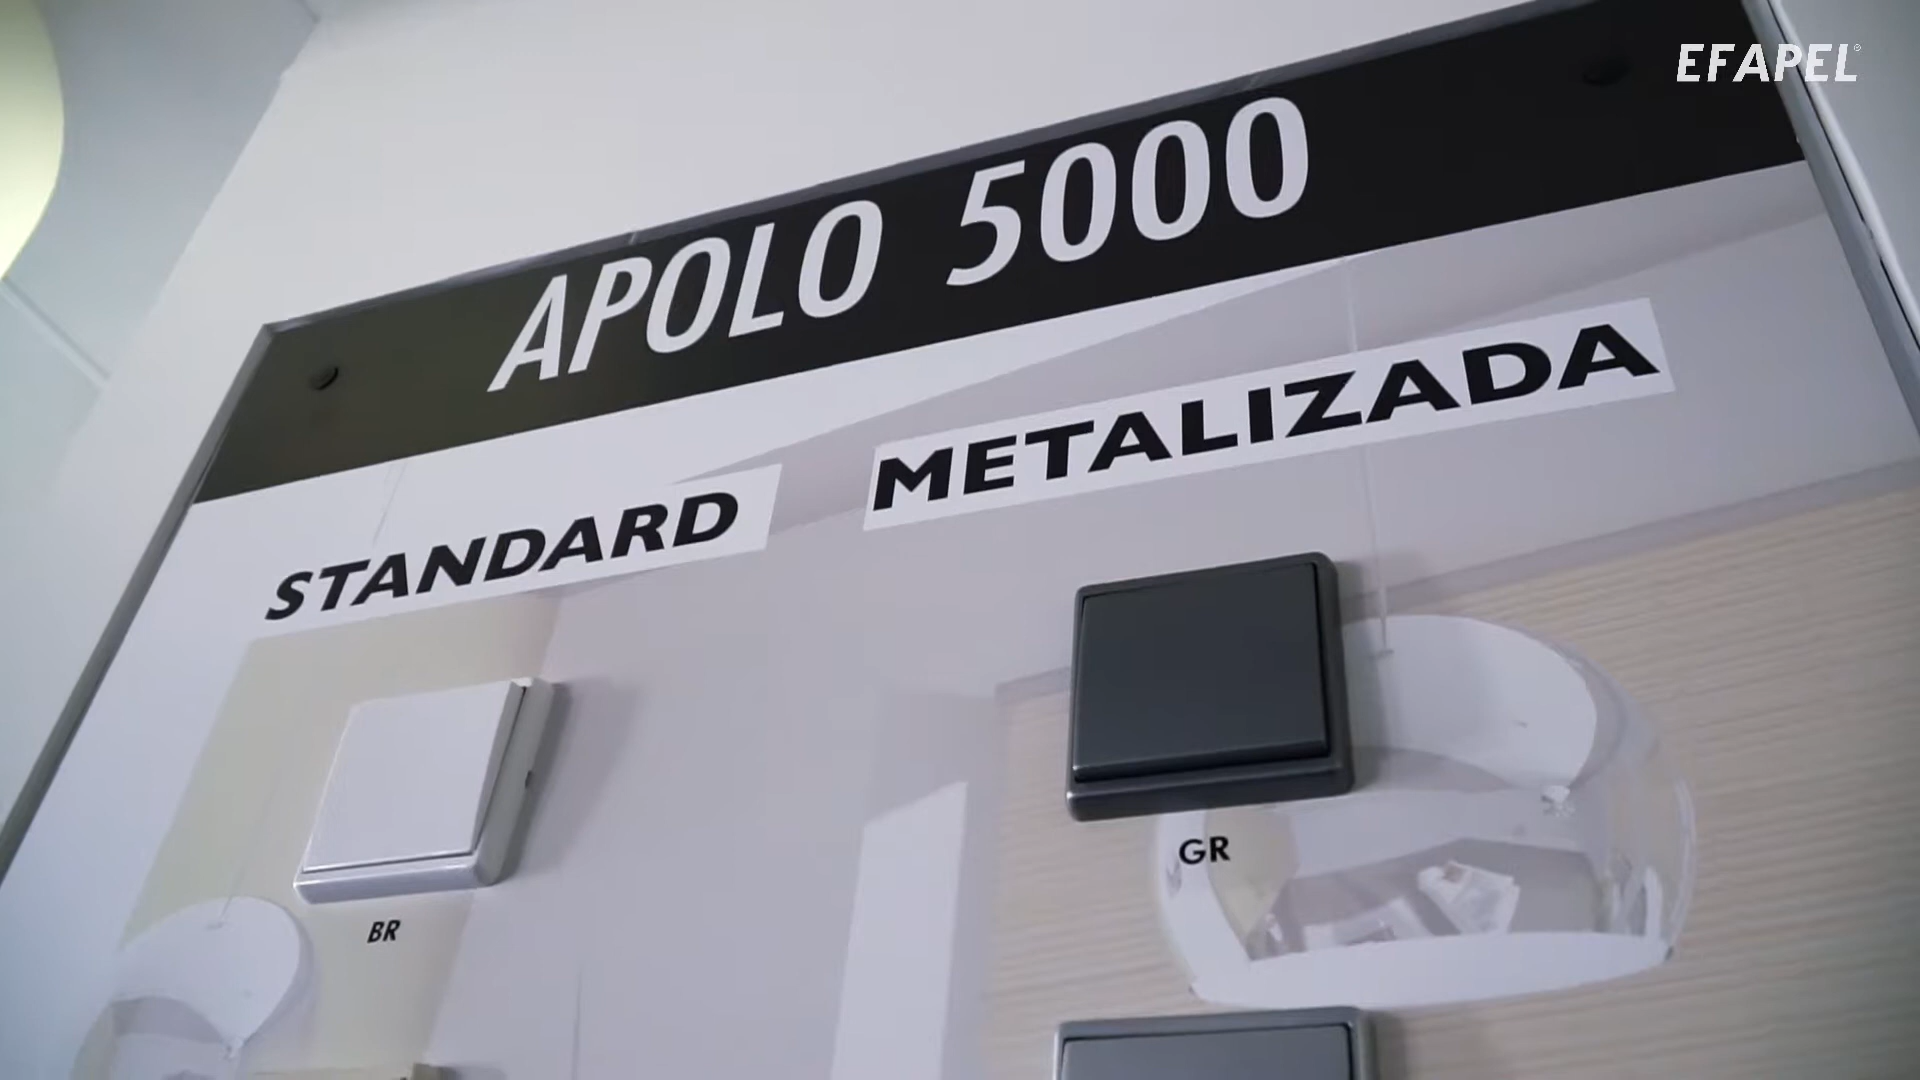 EFAPEL®
APOLO 5000
STANDARD
METALIZADA
BR
GR